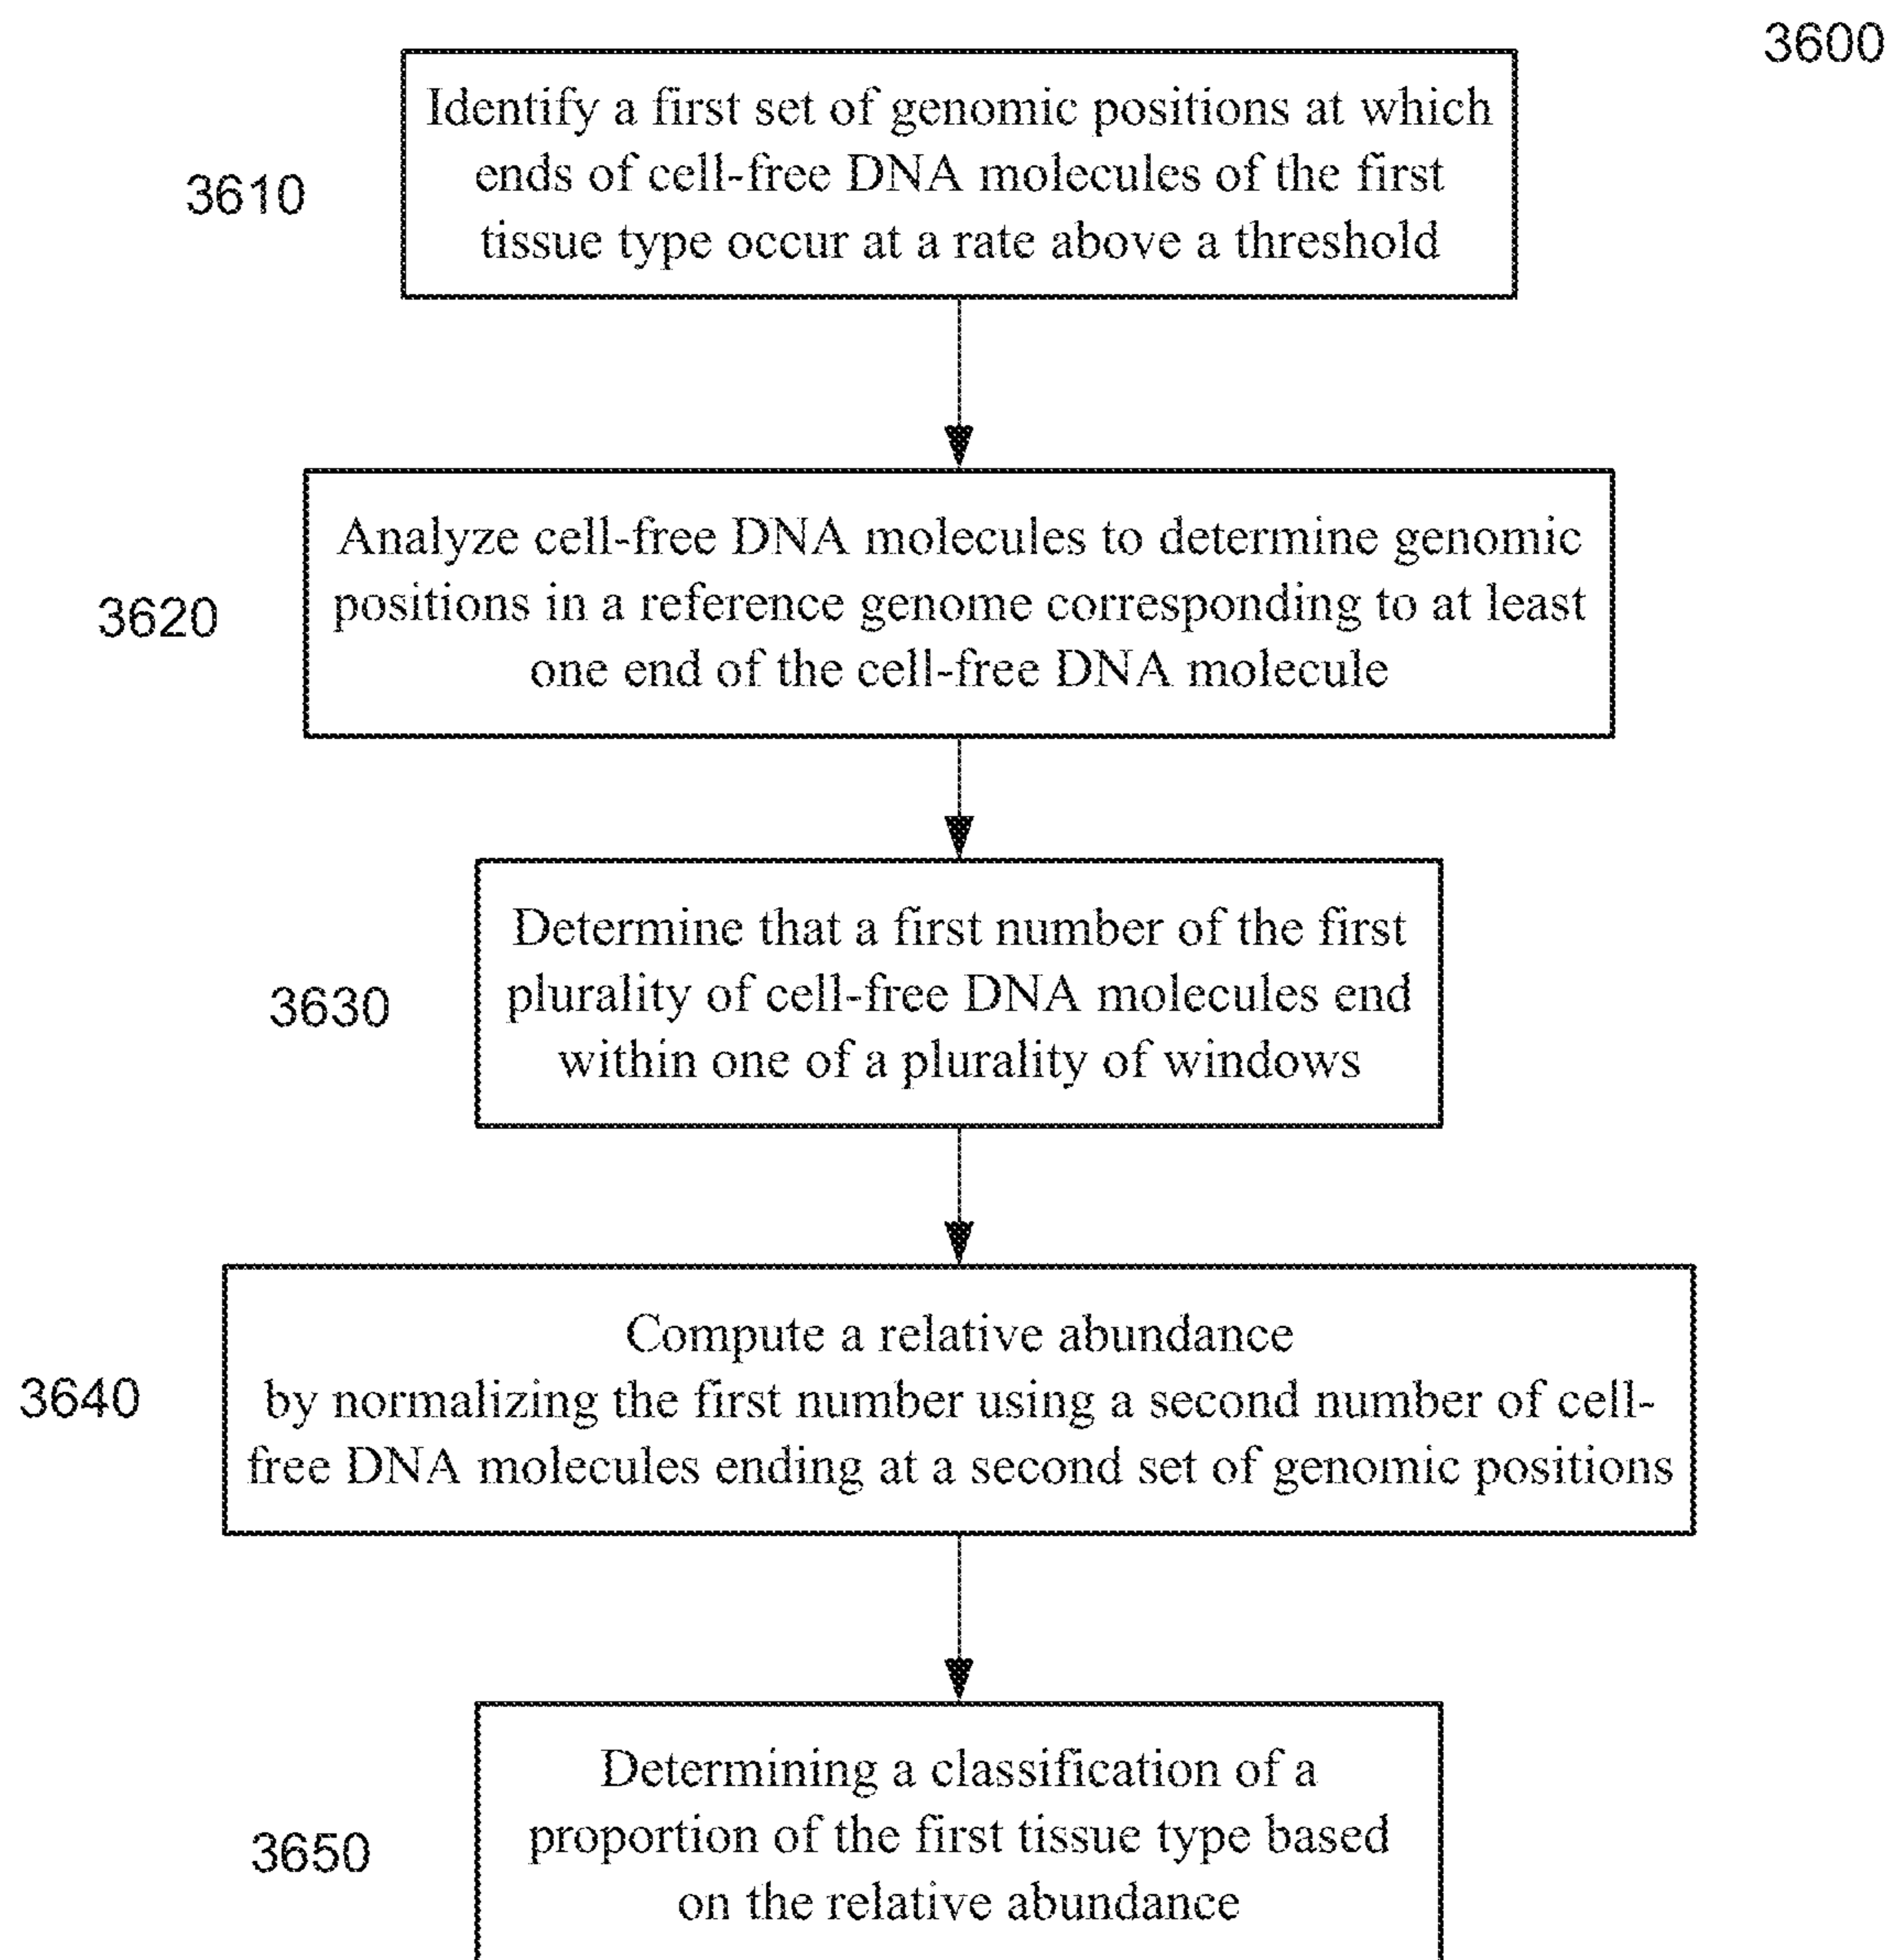 3600
Identify a first set of genomic positions at which
ends of cell-free DNA molecules of the first
tissue type occur at a rate above a threshold
3610
Analyze cell-free DNA molecules to determine genomic
positions in a reference genome corresponding to at least
one end of the cell-free DNA molecule
3620
Determine that a first number of the first
plurality of cell-free DNA molecules end
within one of a plurality of windows
3630
Compute a relative abundance
by normalizing the first number using a second number of cell-
free DNA molecules ending at a second set of genomic positions
3640
Determining a classification of a
proportion of the first tissue type based
on the relative abundance
3650